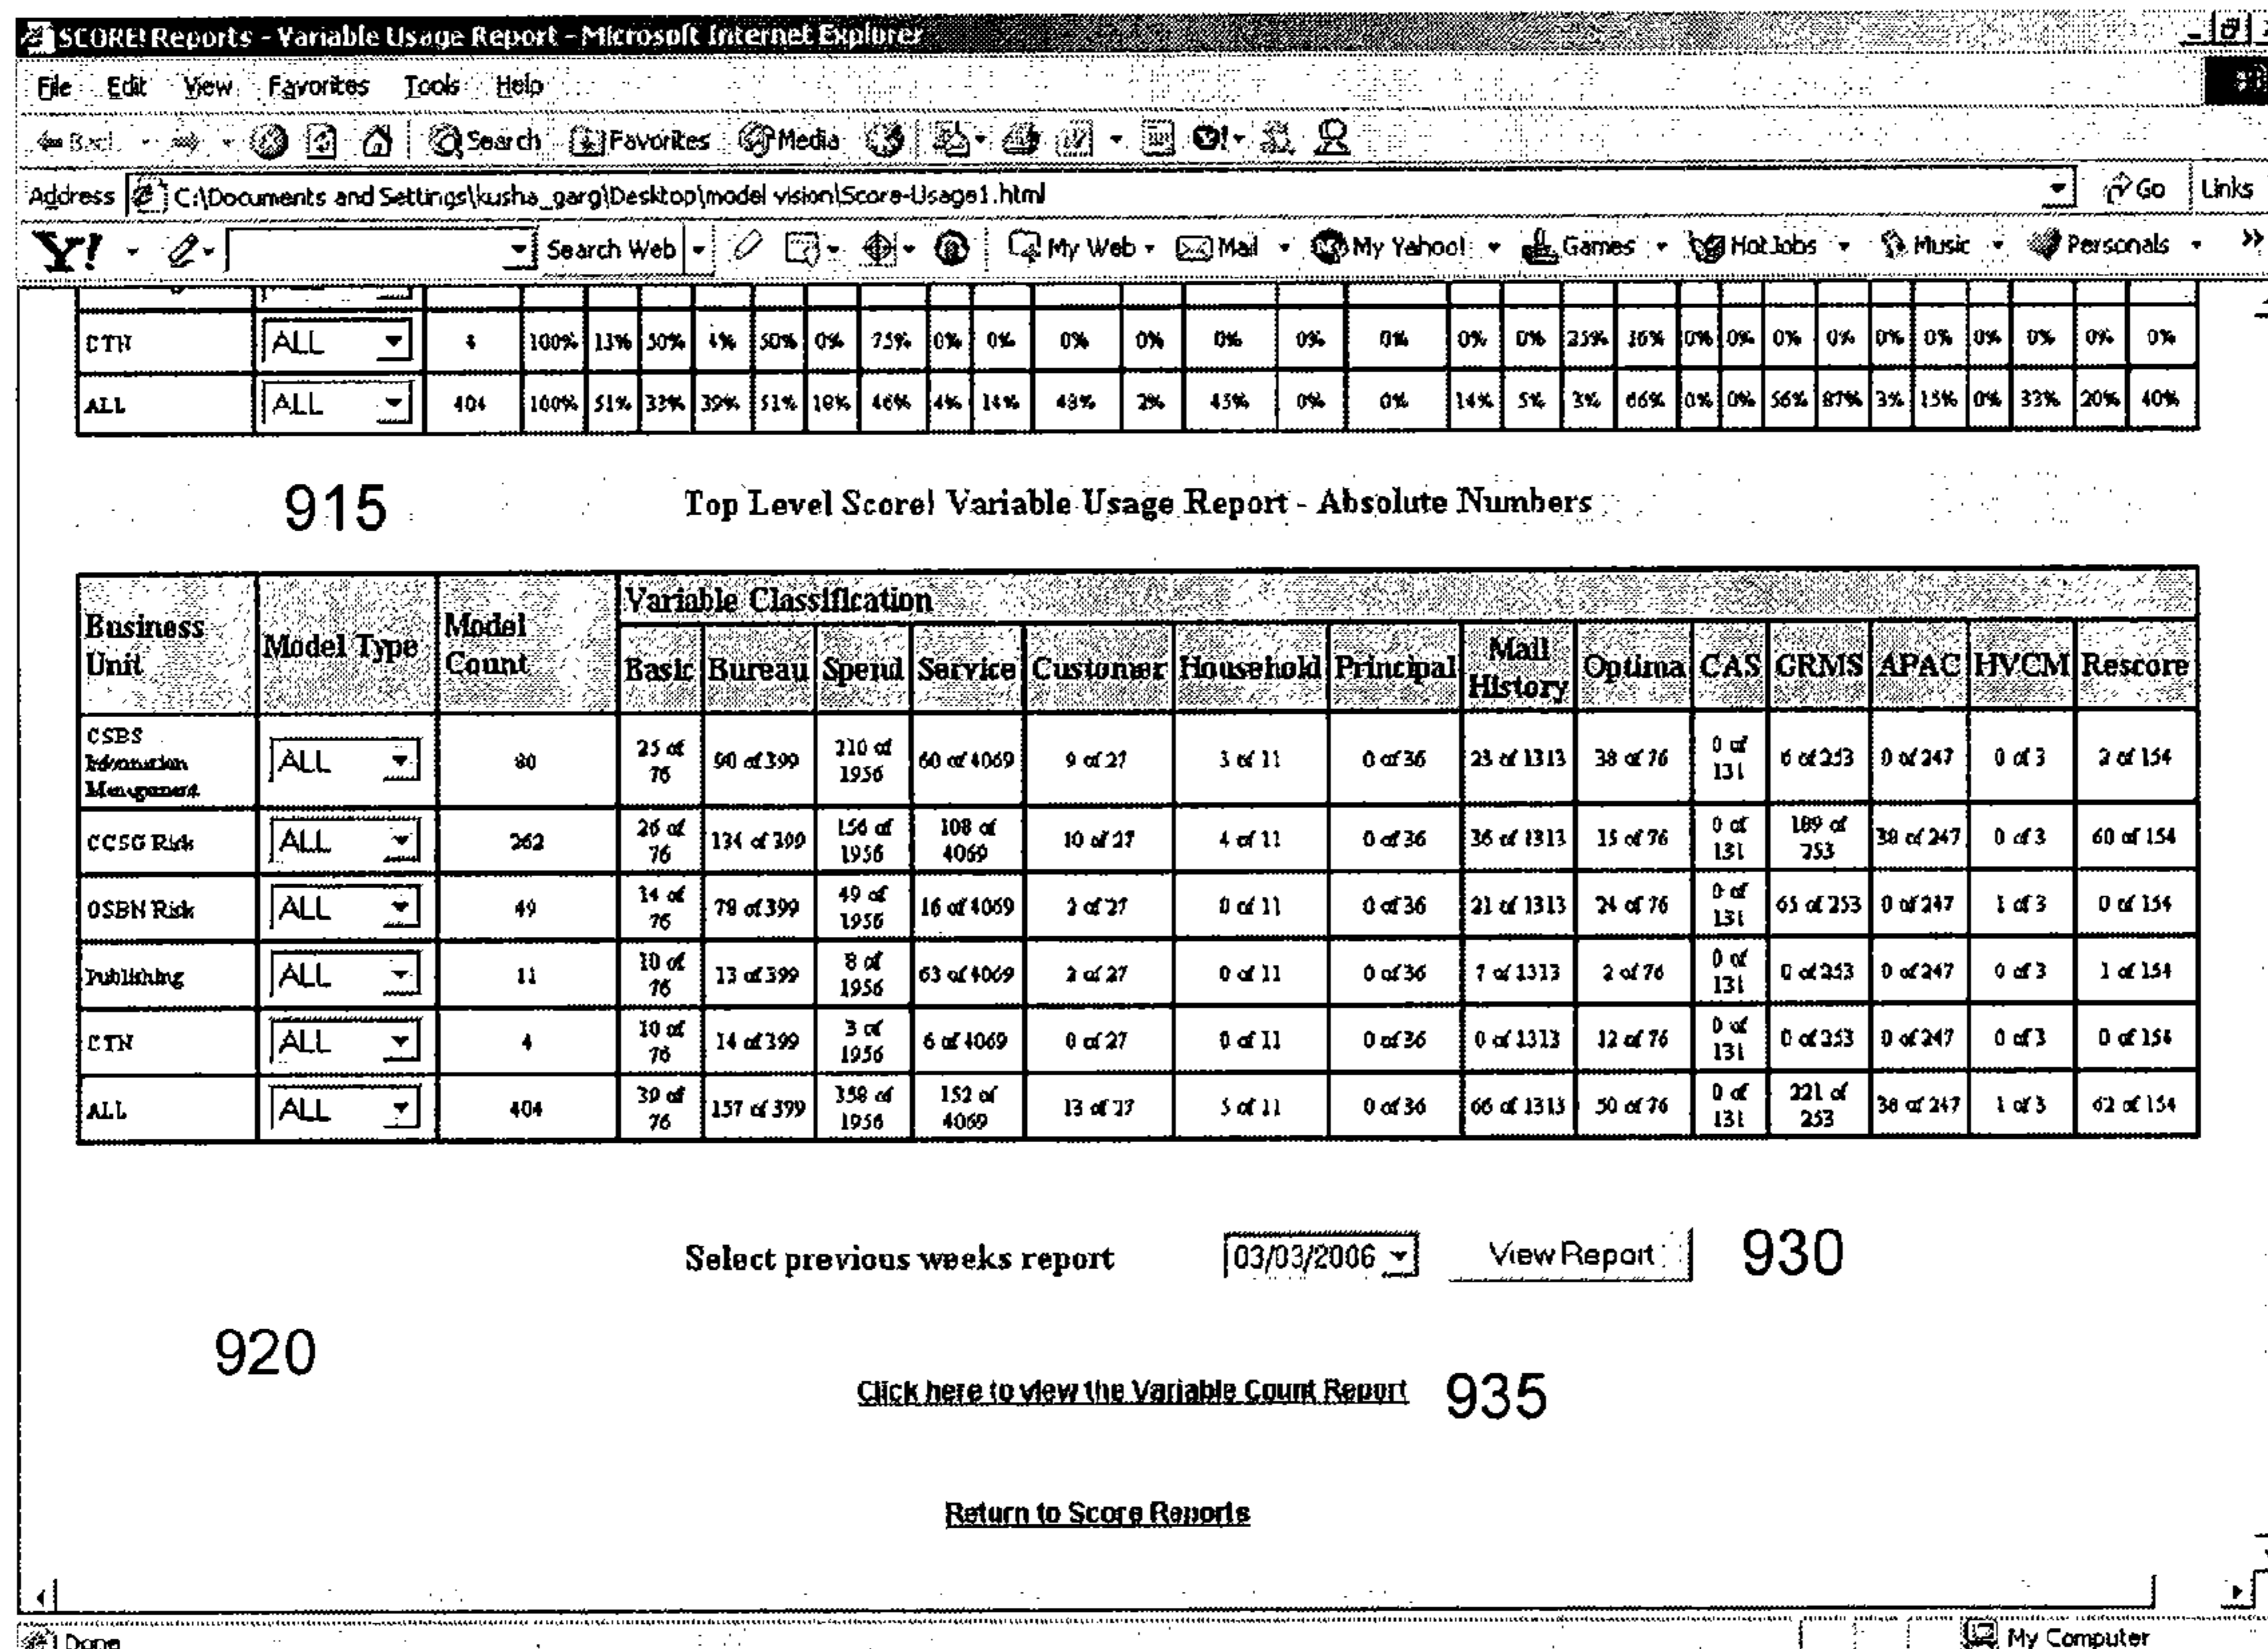 SCORE! Reports - Variable Usage Report - Microsoft Internet Explorer
File Edit View Favorites Tools Help
Back Search Favorites Media
Address C:\Documents and Settings\kusha_garg\Desktop\model vision\Score-Usage1.html Go Links
Y! Search Web My Web Mail My Yahoo! Games HotJobs Music Personals »
CTN ALL 4 100% 13% 50% 4% 50% 0% 75% 0% 0% 0% 0% 0% 0% 0% 0% 0% 25% 16% 0% 0% 0% 0% 0% 0% 0% 0% 0% 0%
ALL ALL 404 100% 51% 33% 39% 51% 18% 46% 4% 14% 48% 2% 45% 0% 0% 14% 5% 3% 66% 0% 0% 56% 87% 3% 15% 0% 33% 20% 40%
915 Top Level Score! Variable Usage Report - Absolute Numbers
Business Unit Model Type Model Count Variable Classification
Basic Bureau Spend Service Customer Household Principal Mail History Optima CAS GRMS APAC HVCM Rescore
CSBS Information Management ALL 80 25 of 76 90 of 399 210 of 1956 60 of 4069 9 of 27 3 of 11 0 of 36 23 of 1313 38 of 76 0 of 131 6 of 253 0 of 247 0 of 3 2 of 154
CCSG Risk ALL 262 26 of 76 134 of 399 156 of 1956 108 of 4069 10 of 27 4 of 11 0 of 36 36 of 1313 15 of 76 0 of 131 189 of 253 38 of 247 0 of 3 60 of 154
OSBN Risk ALL 49 14 of 76 78 of 399 49 of 1956 16 of 4069 2 of 27 0 of 11 0 of 36 21 of 1313 24 of 76 0 of 131 65 of 253 0 of 247 1 of 3 0 of 154
Publishing ALL 11 10 of 76 13 of 399 8 of 1956 63 of 4069 2 of 27 0 of 11 0 of 36 7 of 1313 2 of 76 0 of 131 0 of 253 0 of 247 0 of 3 1 of 154
CTN ALL 4 10 of 76 14 of 399 3 of 1956 6 of 4069 0 of 27 0 of 11 0 of 36 0 of 1313 12 of 76 0 of 131 0 of 253 0 of 247 0 of 3 0 of 154
ALL ALL 404 39 of 76 157 of 399 358 of 1956 152 of 4069 13 of 27 5 of 11 0 of 36 66 of 1313 50 of 76 0 of 131 221 of 253 38 of 247 1 of 3 62 of 154
Select previous weeks report 03/03/2006 View Report 930
920
Click here to view the Variable Count Report 935
Return to Score Reports
Done My Computer